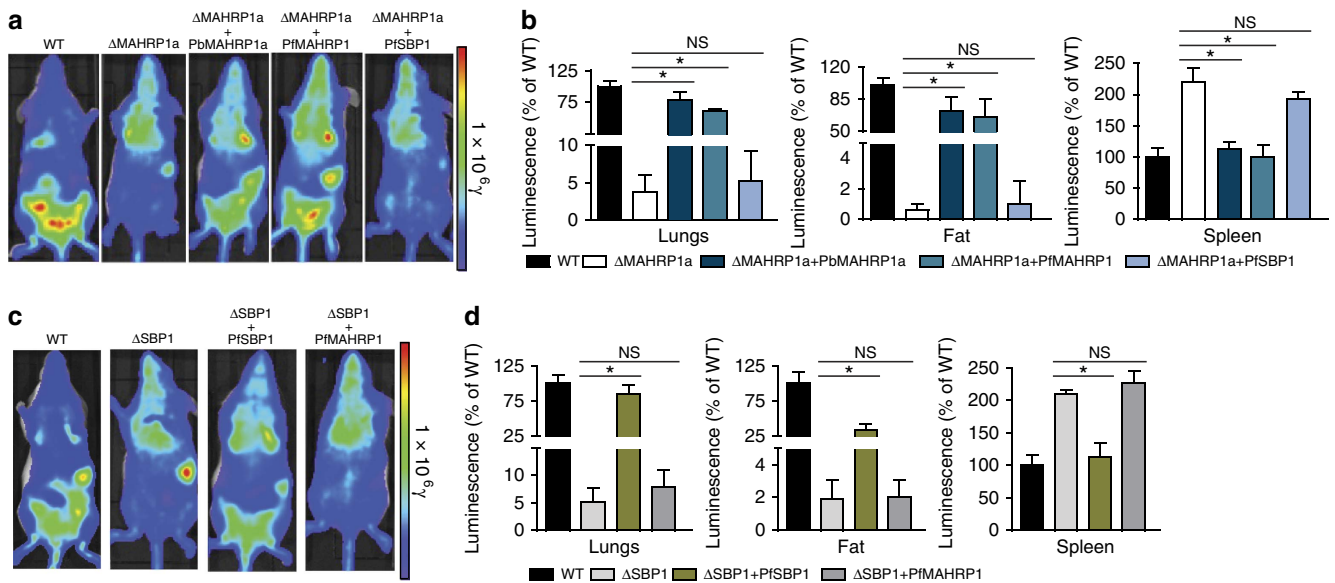 a
WT
ΔMAHRP1a
ΔMAHRP1a
+
PbMAHRP1a
ΔMAHRP1a
+
PfMAHRP1
ΔMAHRP1a
+
PfSBP1
1 × 10⁶γ
b
Luminescence (% of WT)
125
75
10
5
0
NS
*
*
Lungs
Luminescence (% of WT)
120
85
50
4
2
0
NS
*
*
Fat
Luminescence (% of WT)
250
200
150
100
50
0
NS
*
*
Spleen
WT ΔMAHRP1a ΔMAHRP1a+PbMAHRP1a ΔMAHRP1a+PfMAHRP1 ΔMAHRP1a+PfSBP1
c
WT
ΔSBP1
ΔSBP1
+
PfSBP1
ΔSBP1
+
PfMAHRP1
1 × 10⁶γ
d
Luminescence (% of WT)
125
75
25
15
10
5
0
NS
*
Lungs
Luminescence (% of WT)
125
75
25
4
2
0
NS
*
Fat
Luminescence (% of WT)
250
200
150
100
50
0
NS
*
Spleen
WT ΔSBP1 ΔSBP1+PfSBP1 ΔSBP1+PfMAHRP1